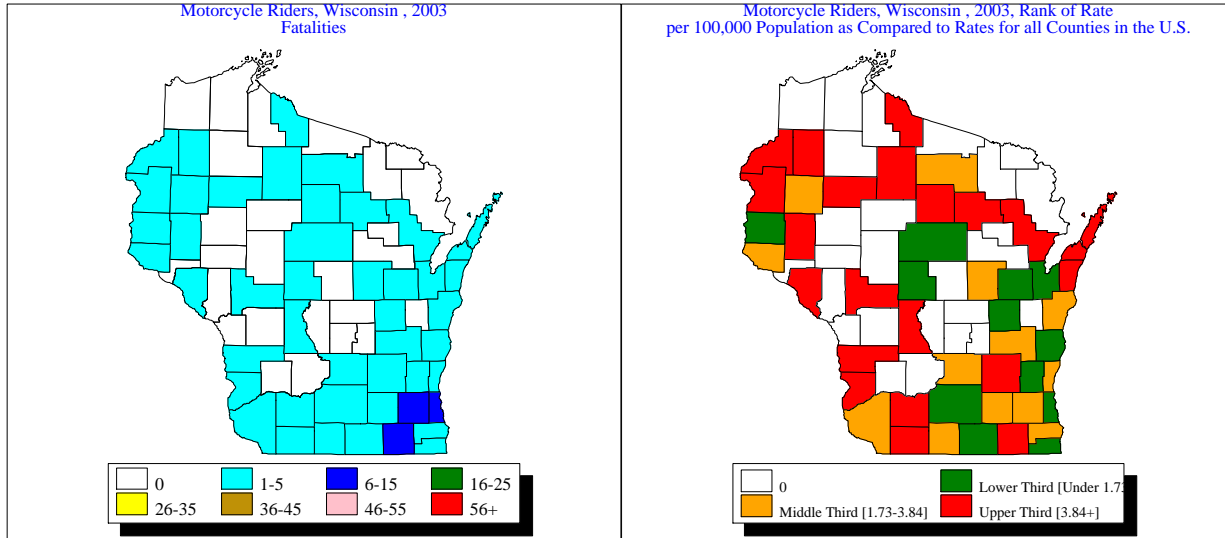 Motorcycle Riders, Wisconsin , 2003
Fatalities
0
1-5
6-15
16-25
26-35
36-45
46-55
56+
Motorcycle Riders, Wisconsin , 2003, Rank of Rate
per 100,000 Population as Compared to Rates for all Counties in the U.S.
0
Lower Third [Under 1.73
Middle Third [1.73-3.84]
Upper Third [3.84+]